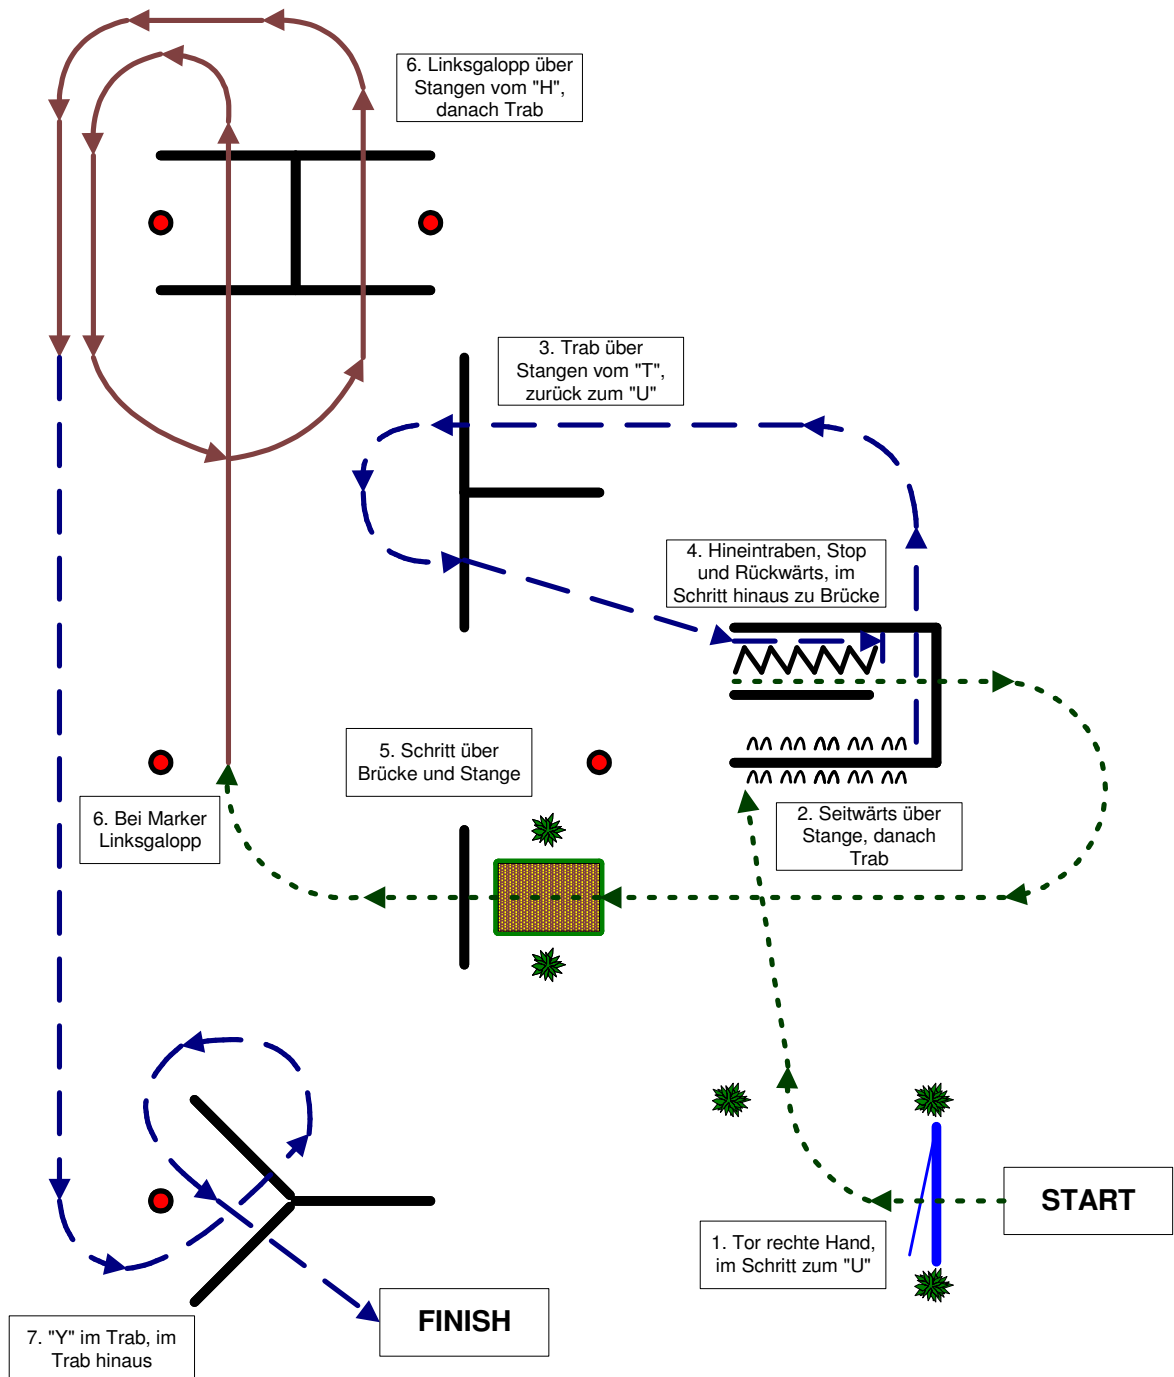 6. Linksgalopp über
Stangen vom "H",
danach Trab
3. Trab über
Stangen vom "T",
zurück zum "U"
4. Hineintraben, Stop
und Rückwärts, im
Schritt hinaus zu Brücke
5. Schritt über
Brücke und Stange
6. Bei Marker
Linksgalopp
2. Seitwärts über
Stange, danach
Trab
START
1. Tor rechte Hand,
im Schritt zum "U"
FINISH
7. "Y" im Trab, im
Trab hinaus